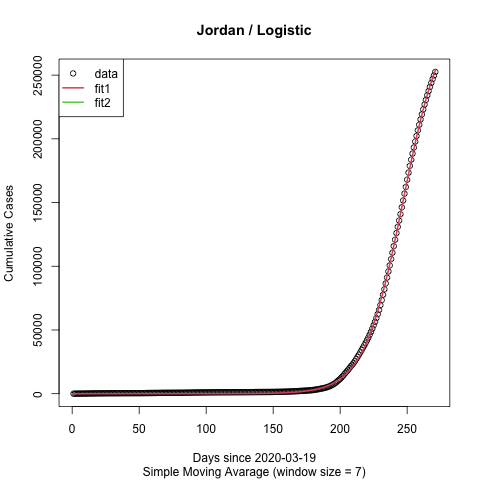 Jordan / Logistic
data
fit1
fit2
Cumulative Cases
250000
200000
150000
100000
50000
0
0 50 100 150 200 250
Days since 2020-03-19
Simple Moving Avarage (window size = 7)